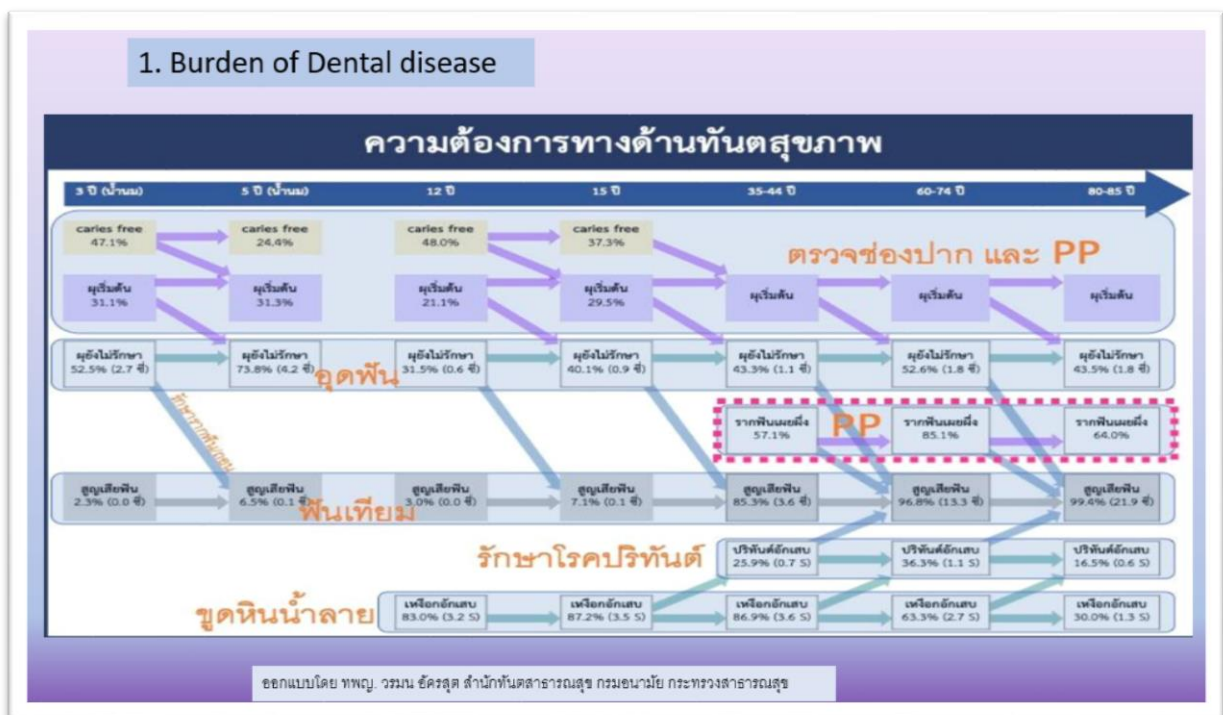 1. Burden of Dental disease
ความต้องการทางด้านทันตสุขภาพ
3 ปี (น้ำนม) 5 ปี (น้ำนม) 12 ปี 15 ปี 35-44 ปี 60-74 ปี 80-85 ปี
caries free caries free caries free caries free
47.1% 24.4% 48.0% 37.3%
ตรวจช่องปาก และ PP
ผุเริ่มต้น ผุเริ่มต้น ผุเริ่มต้น ผุเริ่มต้น ผุเริ่มต้น ผุเริ่มต้น ผุเริ่มต้น
31.1% 31.3% 21.1% 29.5%
ผุยังไม่รักษา ผุยังไม่รักษา ผุยังไม่รักษา ผุยังไม่รักษา ผุยังไม่รักษา ผุยังไม่รักษา ผุยังไม่รักษา
52.5% (2.7 ซี่) 73.8% (4.2 ซี่) 31.5% (0.6 ซี่) 40.1% (0.9 ซี่) 43.3% (1.1 ซี่) 52.6% (1.8 ซี่) 43.5% (1.8 ซี่)
อุดฟัน
รากฟันเผยผึ่ง PP รากฟันเผยผึ่ง รากฟันเผยผึ่ง
57.1% 85.1% 64.0%
สูญเสียฟัน สูญเสียฟัน สูญเสียฟัน สูญเสียฟัน สูญเสียฟัน สูญเสียฟัน สูญเสียฟัน
2.3% (0.0 ซี่) 6.5% (0.1 ซี่) 3.0% (0.0 ซี่) 7.1% (0.1 ซี่) 85.3% (3.6 ซี่) 96.8% (13.3 ซี่) 99.4% (21.9 ซี่)
ฟันเทียม
รักษาโรคปริทันต์
ปริทันต์อักเสบ ปริทันต์อักเสบ ปริทันต์อักเสบ
25.9% (0.7 S) 36.3% (1.1 S) 16.5% (0.6 S)
ขูดหินน้ำลาย
เหงือกอักเสบ เหงือกอักเสบ เหงือกอักเสบ เหงือกอักเสบ เหงือกอักเสบ
83.0% (3.2 S) 87.2% (3.5 S) 86.9% (3.6 S) 63.3% (2.7 S) 30.0% (1.3 S)
ออกแบบโดย ทพญ. วรมน อัครสุต สำนักทันตสาธารณสุข กรมอนามัย กระทรวงสาธารณสุข